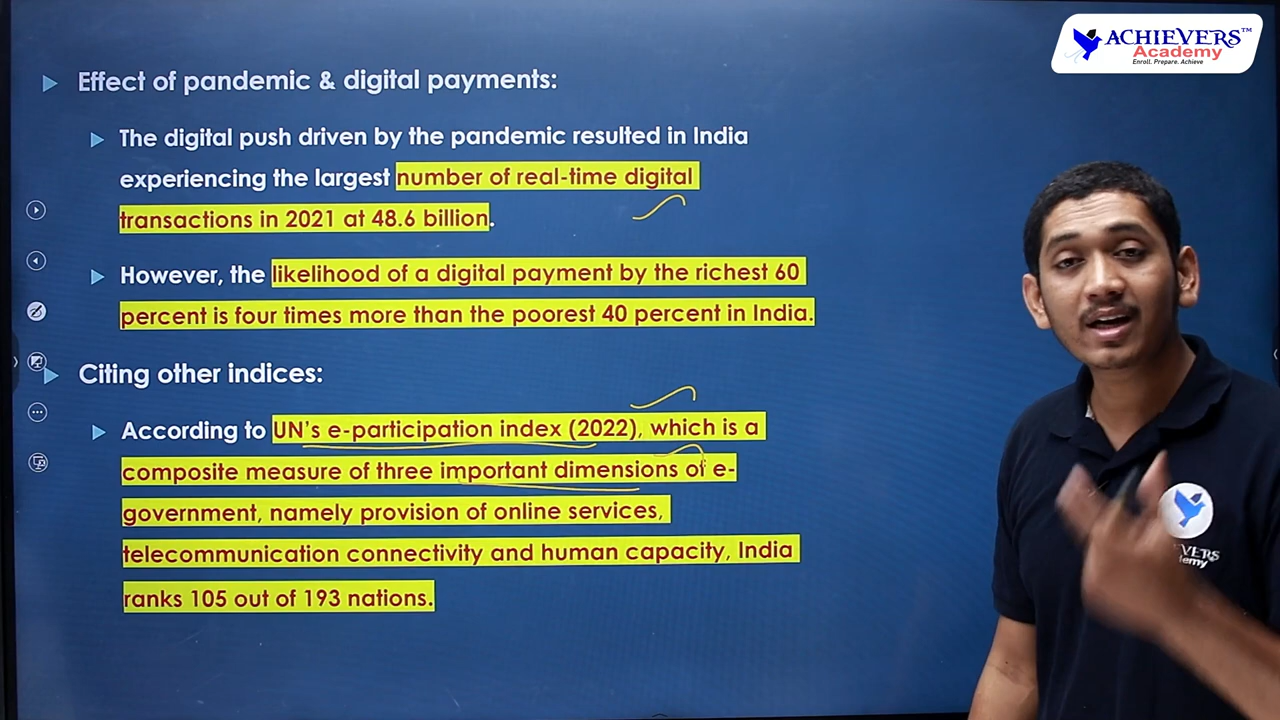 ACHIEVERS™
Academy
Enroll. Prepare. Achieve
Effect of pandemic & digital payments:
The digital push driven by the pandemic resulted in India
experiencing the largest number of real-time digital
transactions in 2021 at 48.6 billion.
However, the likelihood of a digital payment by the richest 60
percent is four times more than the poorest 40 percent in India.
Citing other indices:
According to UN's e-participation index (2022), which is a
composite measure of three important dimensions of e-
government, namely provision of online services,
telecommunication connectivity and human capacity, India
ranks 105 out of 193 nations.